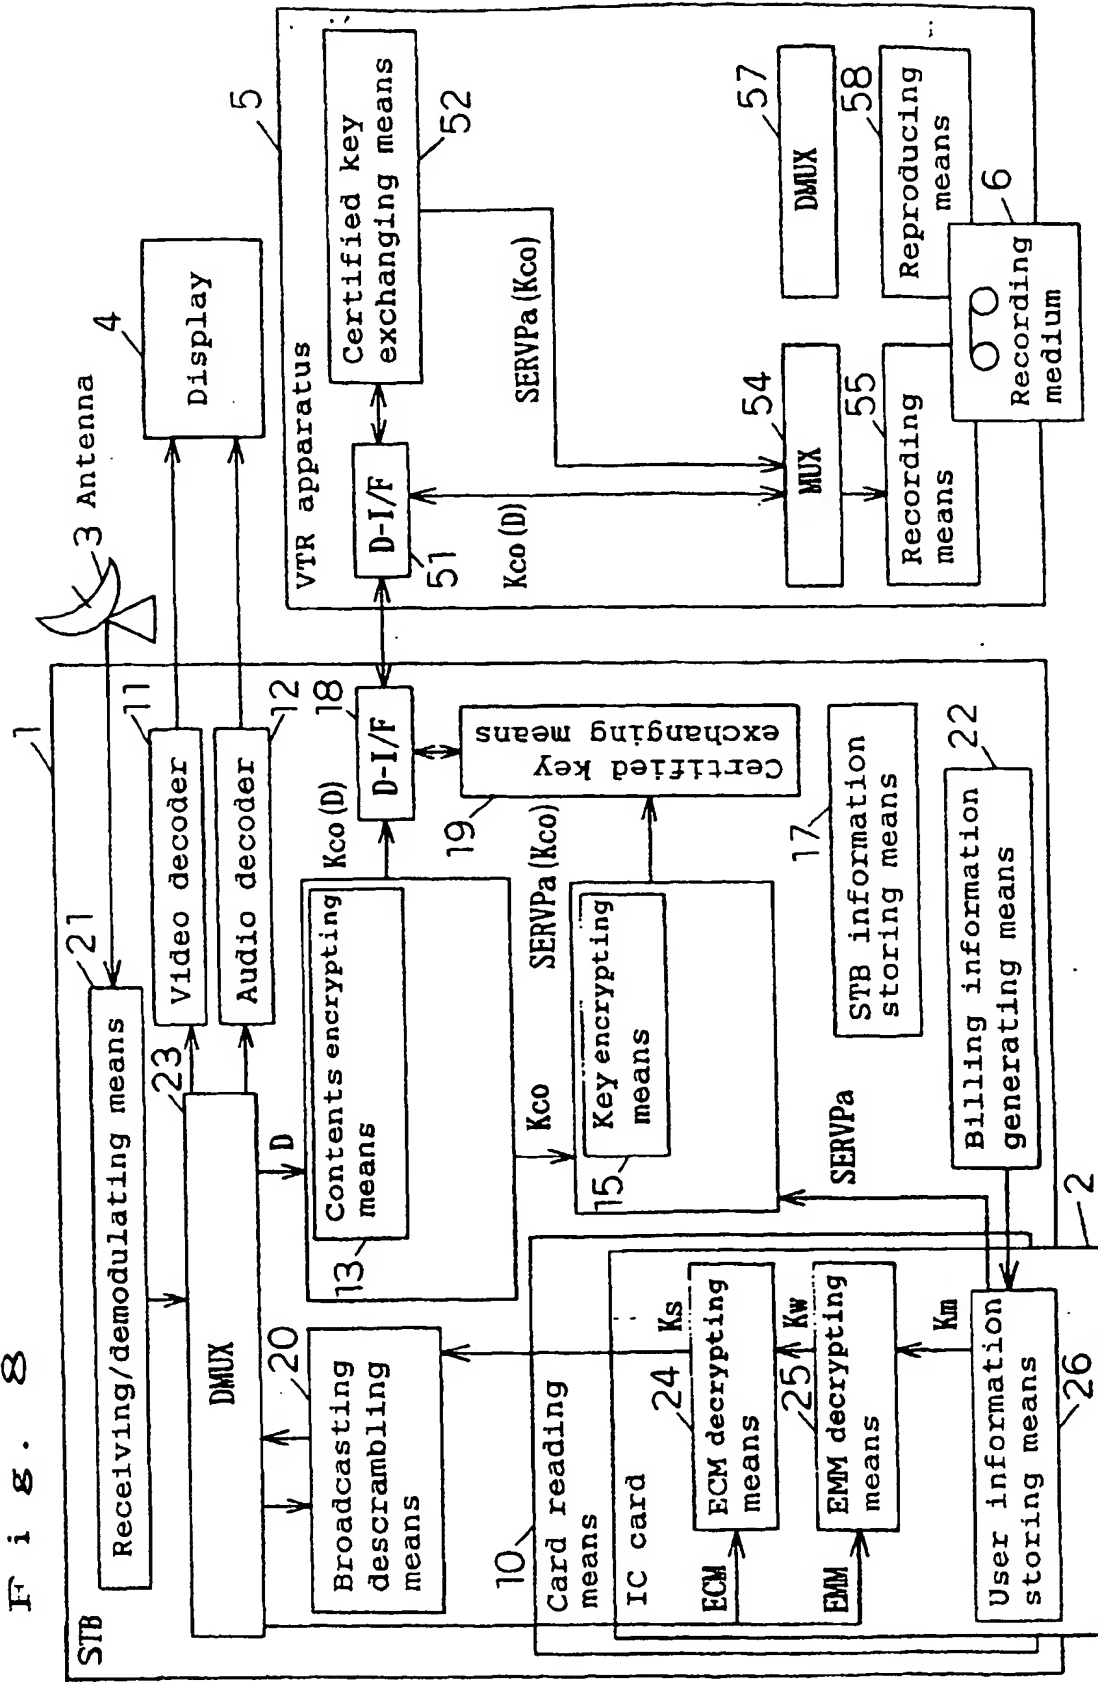 Fig. 8
STB
1
Receiving/demodulating means
21
3 Antenna
DMUX
23
Video decoder
11
Audio decoder
12
4
Display
D
Broadcasting
descrambling
means
20
Contents encrypting
means
13
Kco(D)
D-I/F
18
Certified key
exchanging means
19
Kco
SERVPa(Kco)
Key encrypting
means
15
SERVPa
STB information
storing means
17
Billing information
generating means
22
10
Card reading
means
IC card
2
ECM
Ks
ECM decrypting
means
24
Kw
EMM
EMM decrypting
means
25
Km
User information
storing means
26
5
VTR apparatus
D-I/F
51
Certified key
exchanging means
52
Kco(D)
SERVPa(Kco)
MUX
54
DMUX
57
Recording
means
55
Reproducing
means
58
Recording
medium
6